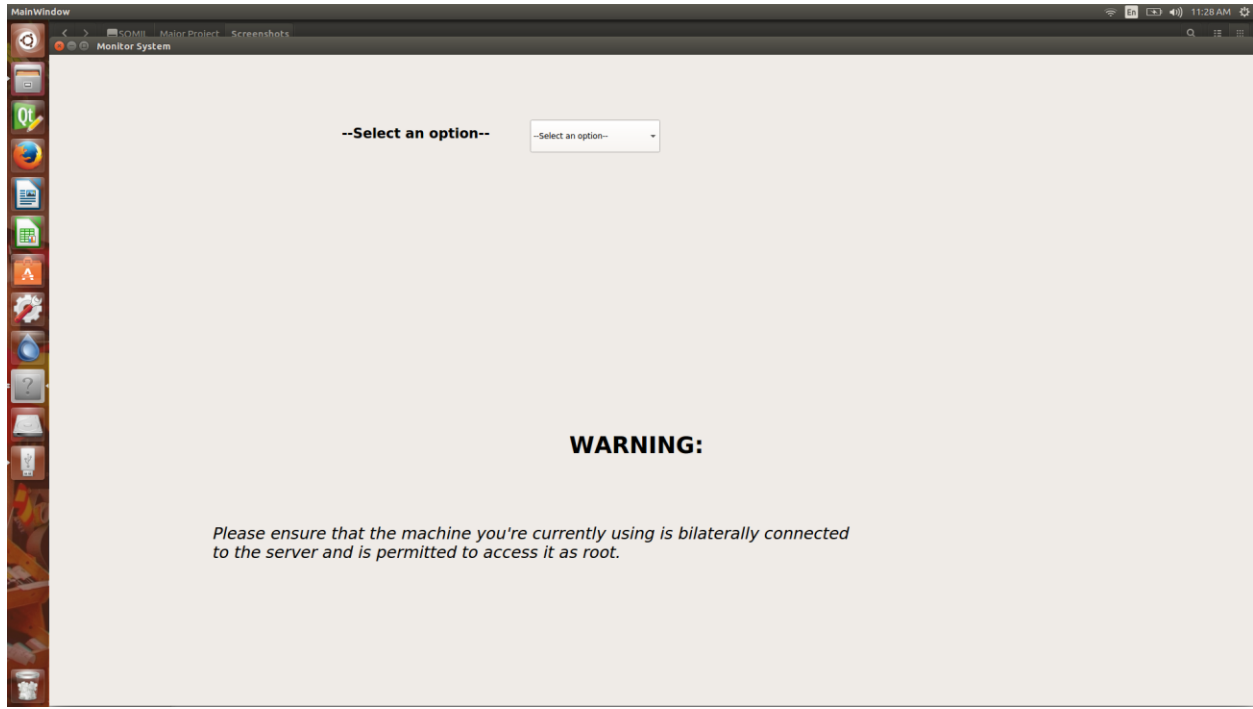 MainWindow
En
11:28 AM
SOMIL Major Project Screenshots
Monitor System
Qt
--Select an option--
--Select an option--
WARNING:
Please ensure that the machine you're currently using is bilaterally connected
to the server and is permitted to access it as root.